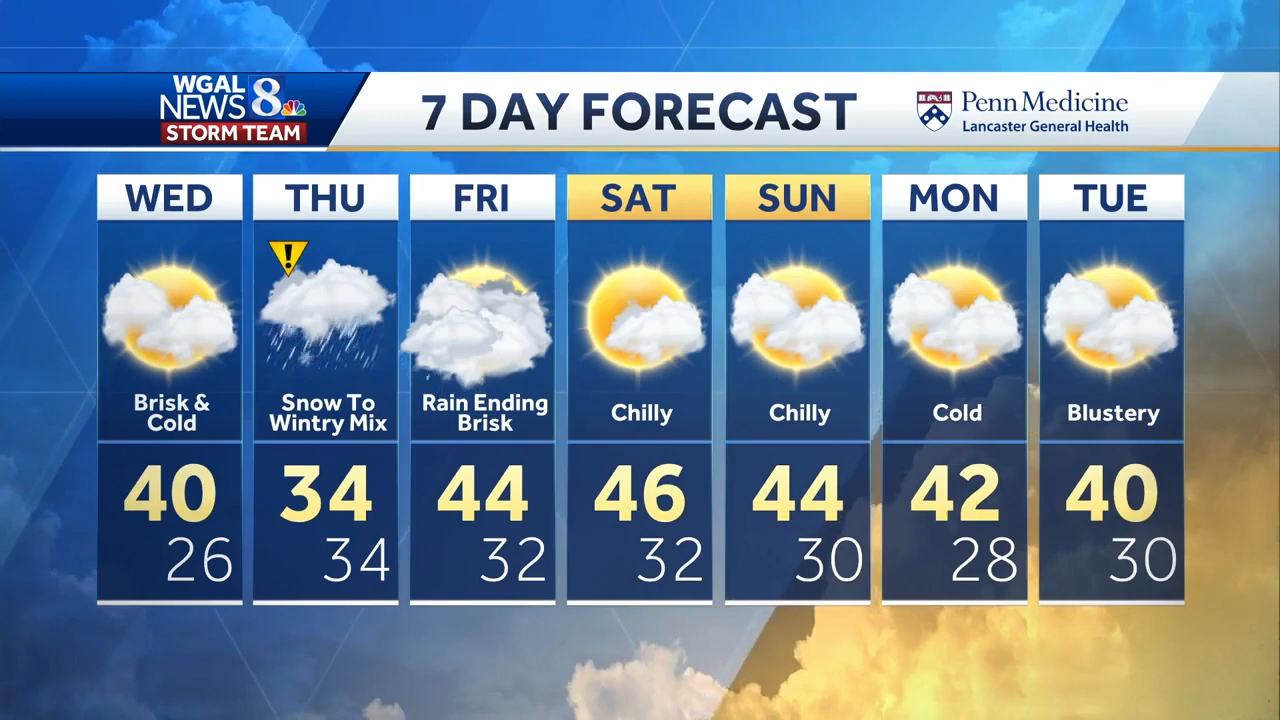 WGAL
NEWS 8
STORM TEAM
7 DAY FORECAST
Penn Medicine
Lancaster General Health
WED
THU
FRI
SAT
SUN
MON
TUE
!
Brisk &
Cold
Snow To
Wintry Mix
Rain Ending
Brisk
Chilly
Chilly
Cold
Blustery
40
34
44
46
44
42
40
26
34
32
32
30
28
30